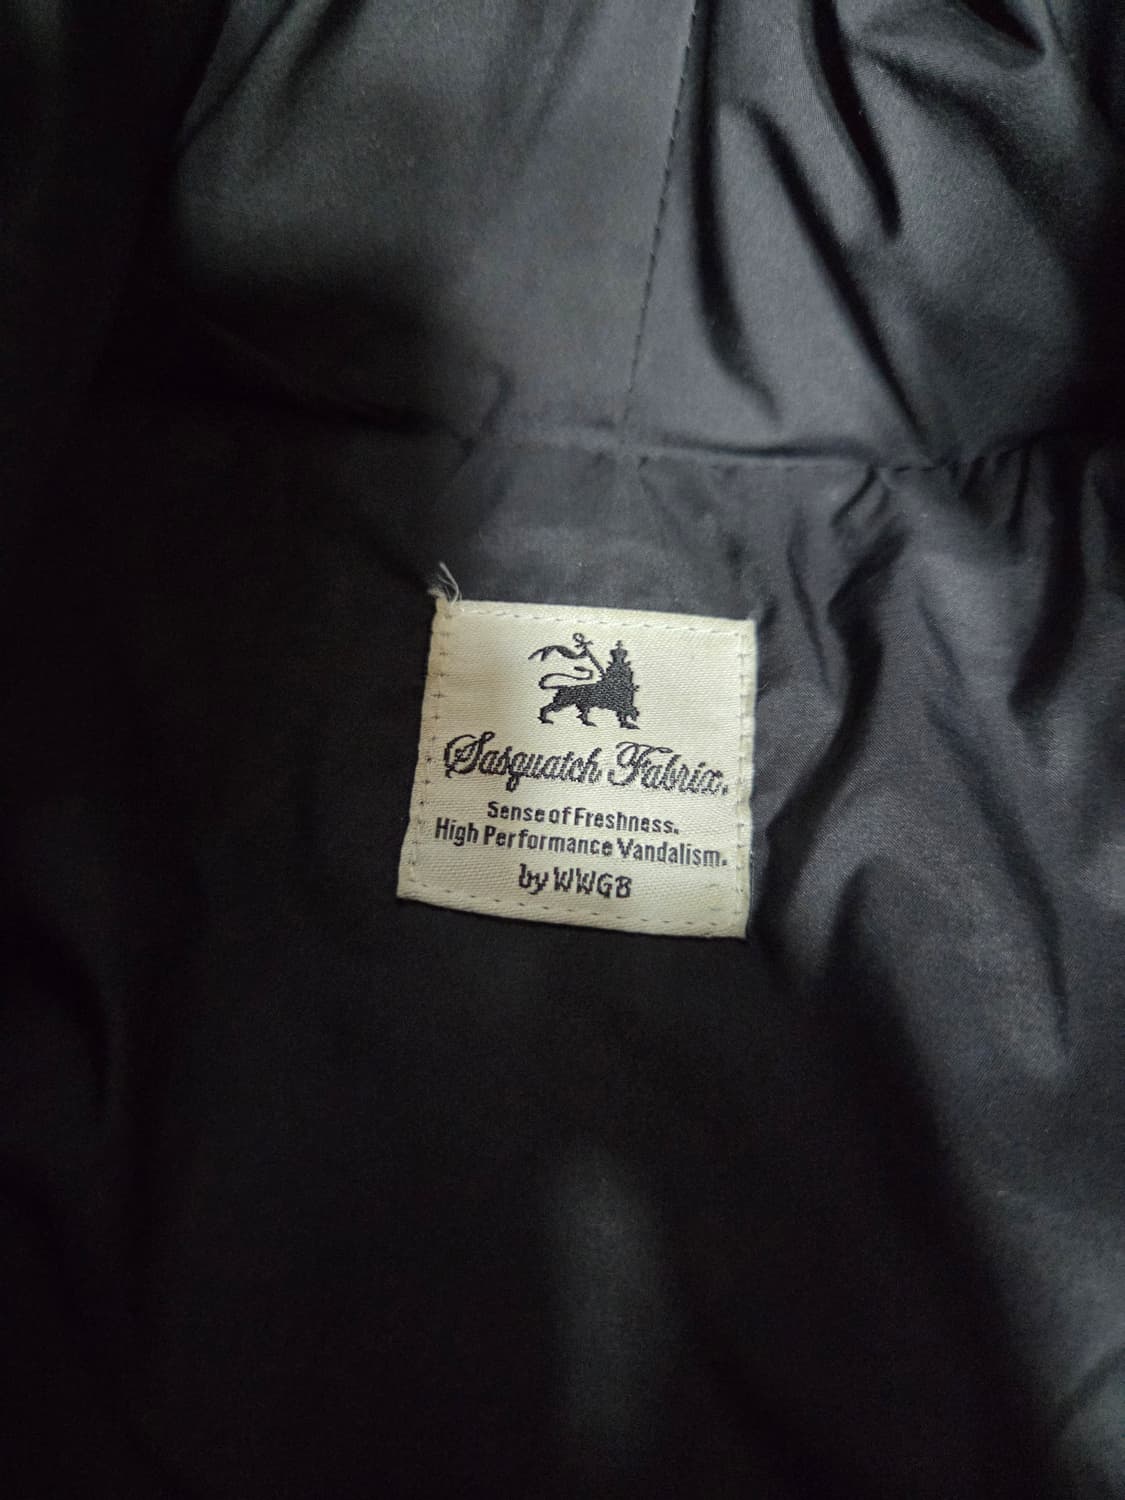 Sasquatch Fabrix.
Sense of Freshness.
High Performance Vandalism.
by WWGB